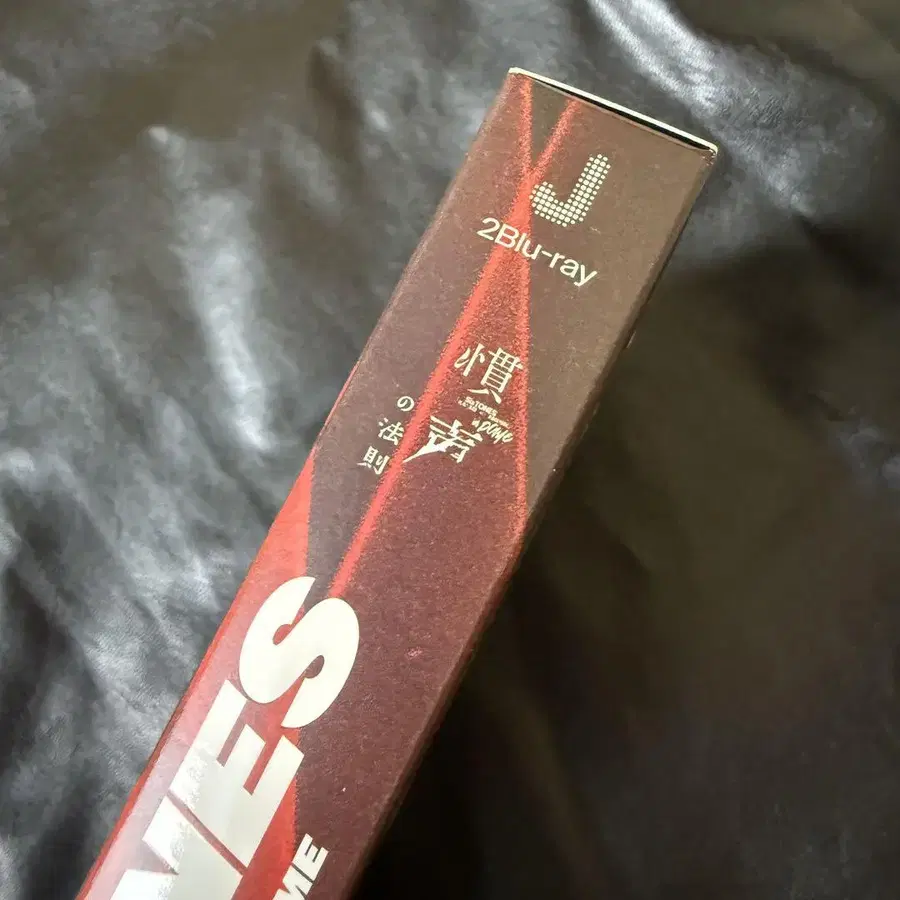 J
2Blu-ray
慣声の法則
SixTONES
in DOME
NES
ME